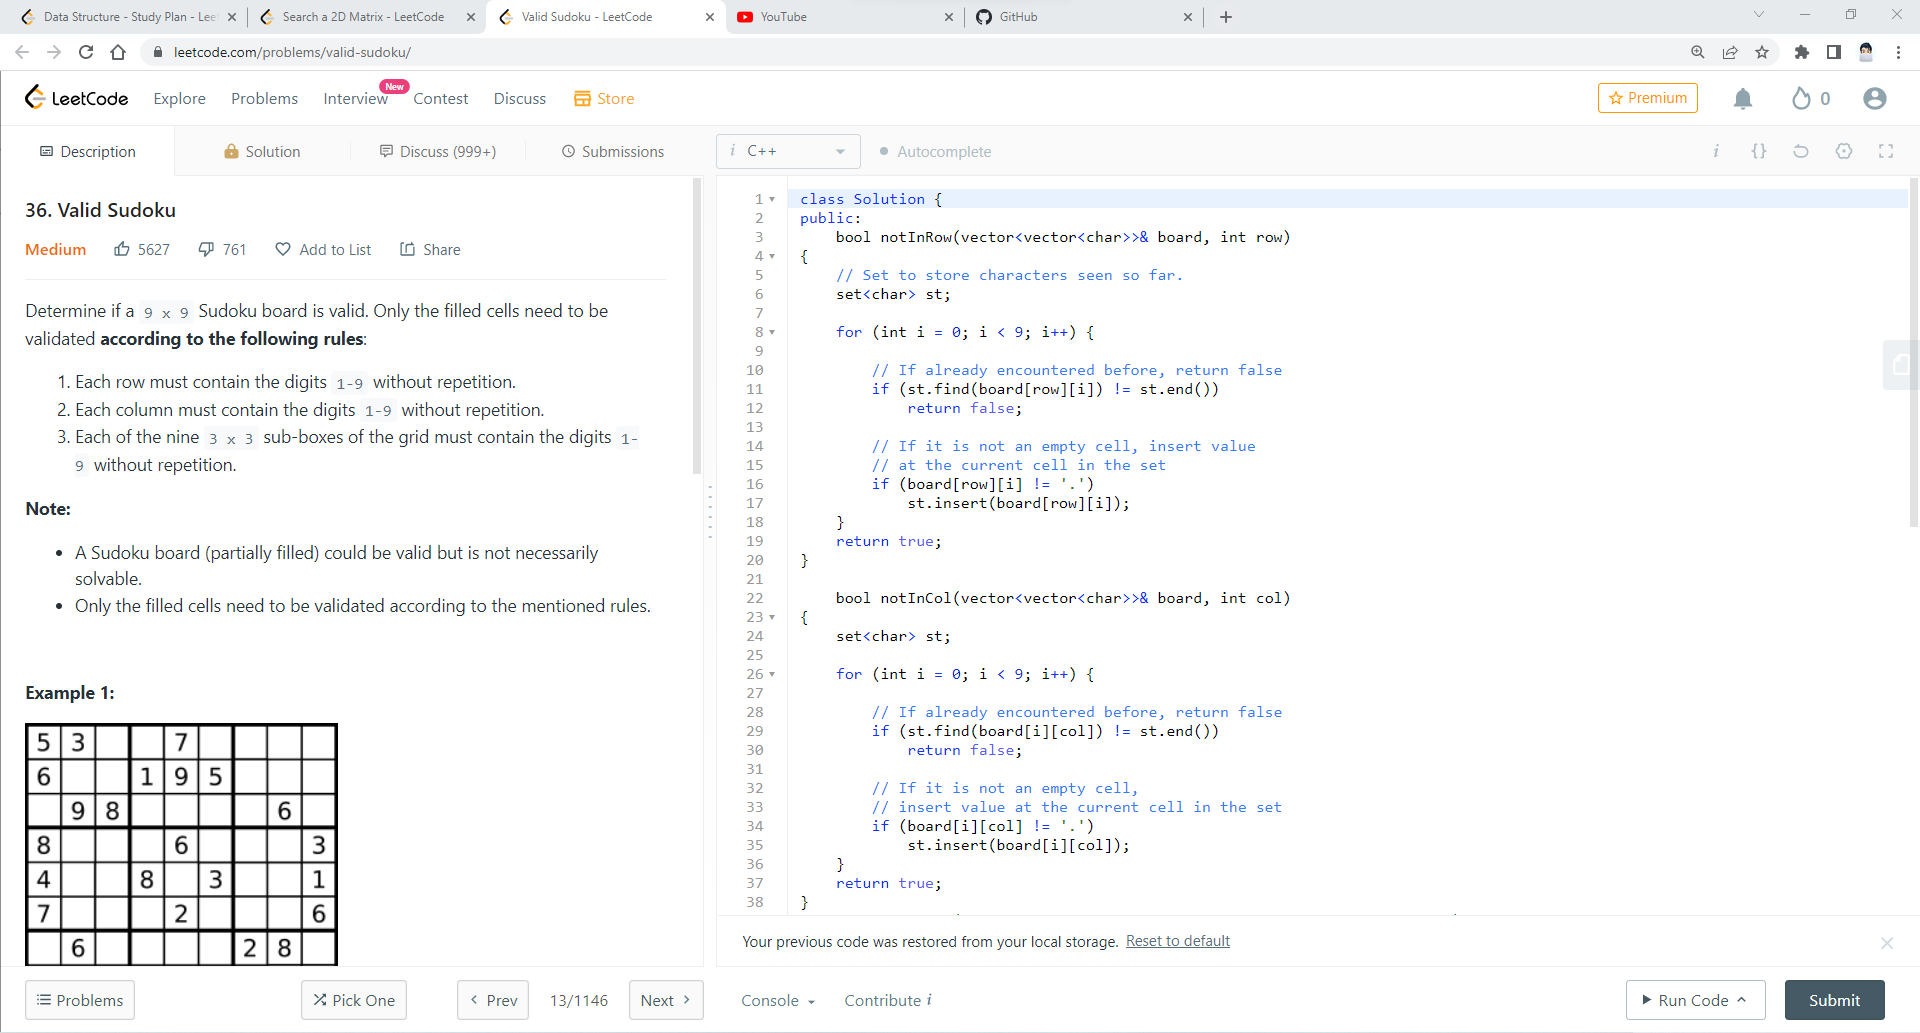 Data Structure - Study Plan - Leet
Search a 2D Matrix - LeetCode
Valid Sudoku - LeetCode
YouTube
GitHub
leetcode.com/problems/valid-sudoku/
LeetCode
Explore
Problems
Interview
New
Contest
Discuss
Store
Premium
0
Description
Solution
Discuss (999+)
Submissions
i C++
Autocomplete
i
{}
36. Valid Sudoku
Medium
5627
761
Add to List
Share
Determine if a 9 x 9 Sudoku board is valid. Only the filled cells need to be
validated according to the following rules:
1. Each row must contain the digits 1-9 without repetition.
2. Each column must contain the digits 1-9 without repetition.
3. Each of the nine 3 x 3 sub-boxes of the grid must contain the digits 1-
9 without repetition.
Note:
• A Sudoku board (partially filled) could be valid but is not necessarily
solvable.
• Only the filled cells need to be validated according to the mentioned rules.
Example 1:
5 3 7
6 1 9 5
9 8 6
8 6 3
4 8 3 1
7 2 6
6 2 8
1 class Solution {
2 public:
3 bool notInRow(vector<vector<char>>& board, int row)
4 {
5 // Set to store characters seen so far.
6 set<char> st;
7
8 for (int i = 0; i < 9; i++) {
9
10 // If already encountered before, return false
11 if (st.find(board[row][i]) != st.end())
12 return false;
13
14 // If it is not an empty cell, insert value
15 // at the current cell in the set
16 if (board[row][i] != '.')
17 st.insert(board[row][i]);
18 }
19 return true;
20 }
21
22 bool notInCol(vector<vector<char>>& board, int col)
23 {
24 set<char> st;
25
26 for (int i = 0; i < 9; i++) {
27
28 // If already encountered before, return false
29 if (st.find(board[i][col]) != st.end())
30 return false;
31
32 // If it is not an empty cell,
33 // insert value at the current cell in the set
34 if (board[i][col] != '.')
35 st.insert(board[i][col]);
36 }
37 return true;
38 }
Your previous code was restored from your local storage. Reset to default
Problems
Pick One
Prev
13/1146
Next
Console
Contribute i
Run Code
Submit